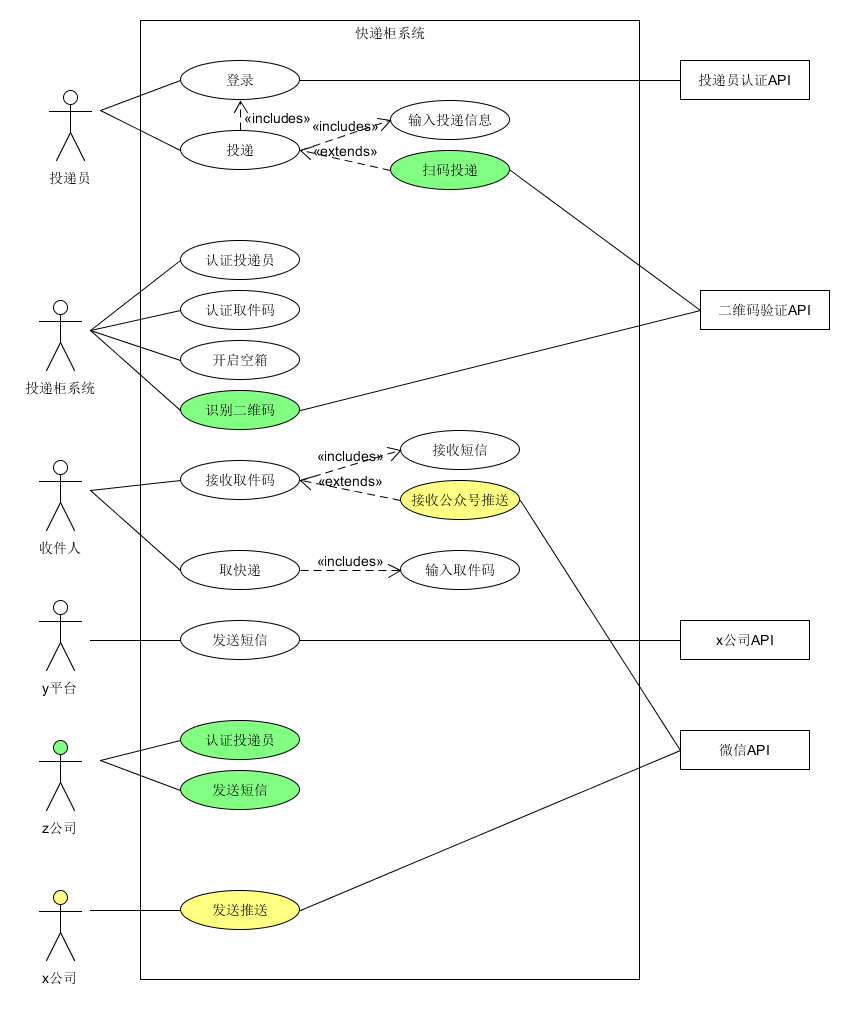 快递柜系统
登录
投递员认证API
«includes»
输入投递信息
«includes»
投递
«extends»
扫码投递
投递员
认证投递员
认证取件码
二维码验证API
开启空箱
投递柜系统
识别二维码
«includes»
接收短信
接收取件码
«extends»
接收公众号推送
收件人
取快递
«includes»
输入取件码
发送短信
x公司API
y平台
认证投递员
微信API
发送短信
z公司
发送推送
x公司